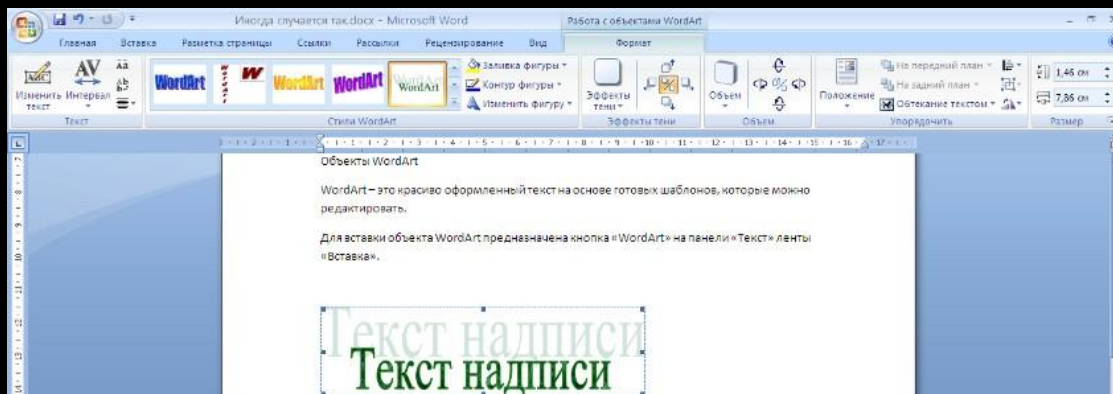 Иногда случается так.docx - Microsoft Word
Работа с объектами WordArt
Главная Вставка Разметка страницы Ссылки Рассылки Рецензирование Вид Формат
Изменить текст
Интервал
Текст
WordArt WordArt WordArt WordArt
Стили WordArt
Заливка фигуры
Контур фигуры
Изменить фигуру
Эффекты тени
Эффекты тени
Объем
Объем
Положение
На передний план
На задний план
Обтекание текстом
Упорядочить
1,46 см
7,86 см
Размер
Объекты WordArt
WordArt – это красиво оформленный текст на основе готовых шаблонов, которые можно
редактировать.
Для вставки объекта WordArt предназначена кнопка «WordArt» на панели «Текст» ленты
«Вставка».
Текст надписи